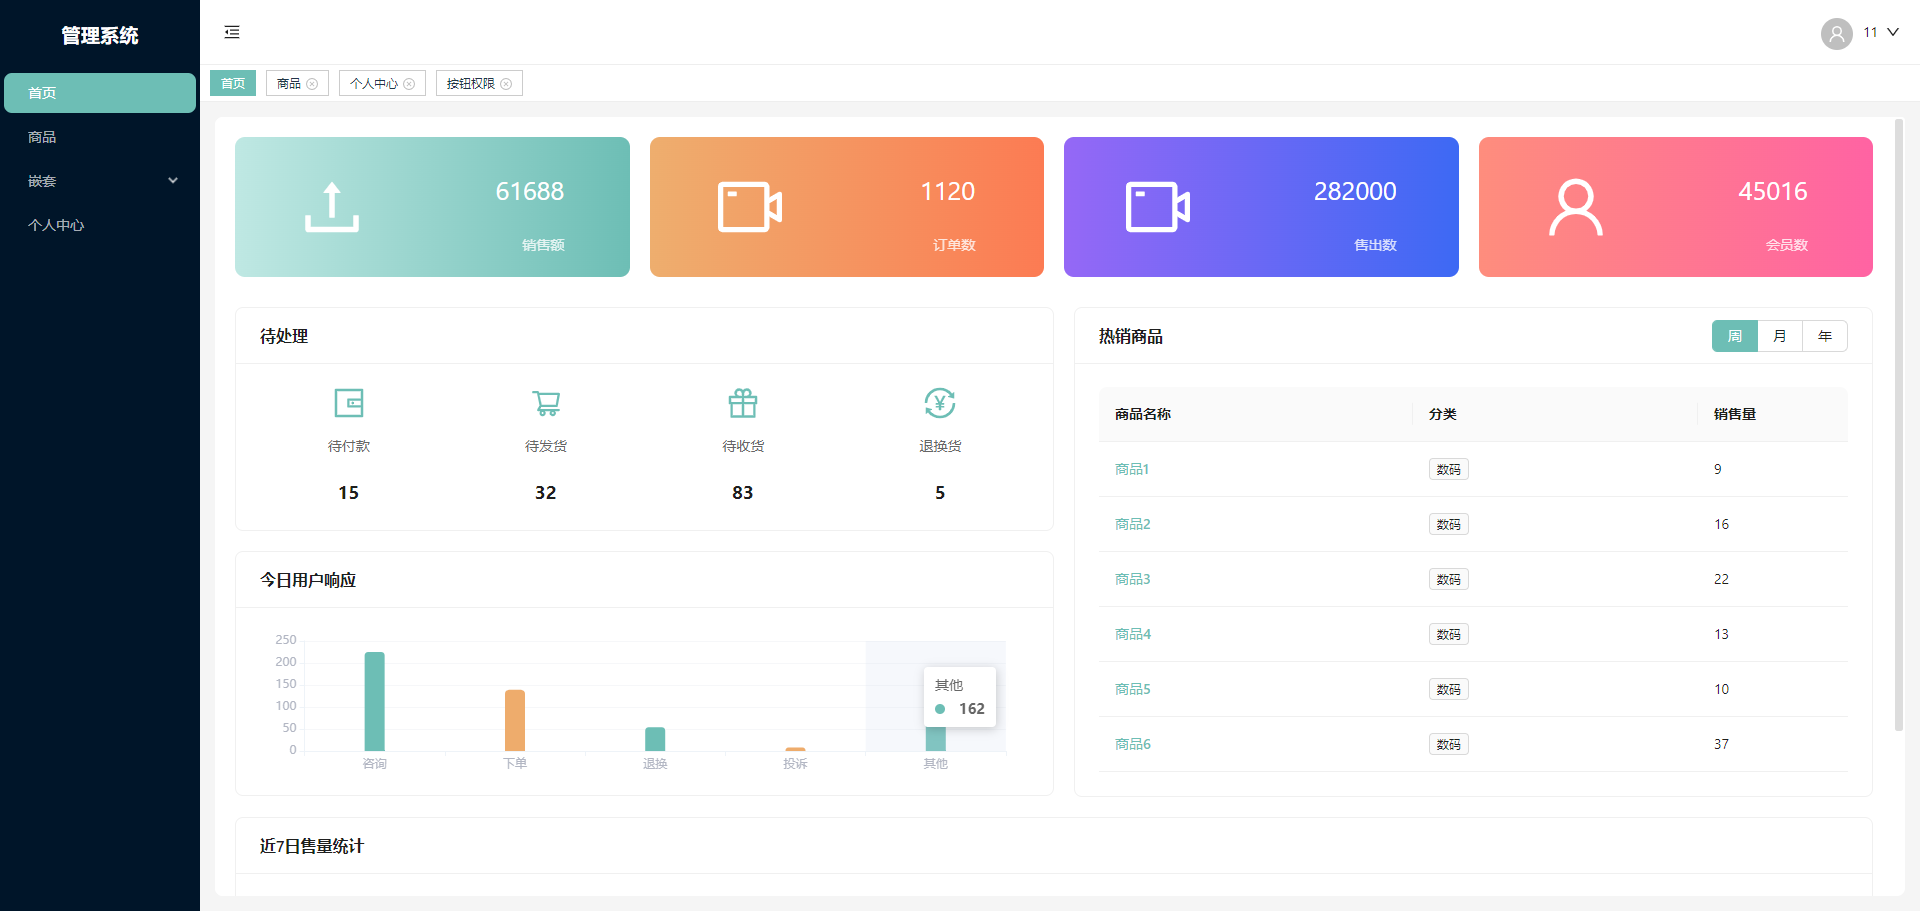 管理系统
首页
商品
嵌套
个人中心
11
首页 商品 个人中心 按钮权限
61688
销售额
1120
订单数
282000
售出数
45016
会员数
待处理
待付款 待发货 待收货 退换货
15 32 83 5
今日用户响应
250
200
150
100
50
0
咨询 下单 退换 投诉 其他
其他
162
热销商品
周 月 年
商品名称 分类 销售量
商品1 数码 9
商品2 数码 16
商品3 数码 22
商品4 数码 13
商品5 数码 10
商品6 数码 37
近7日售量统计